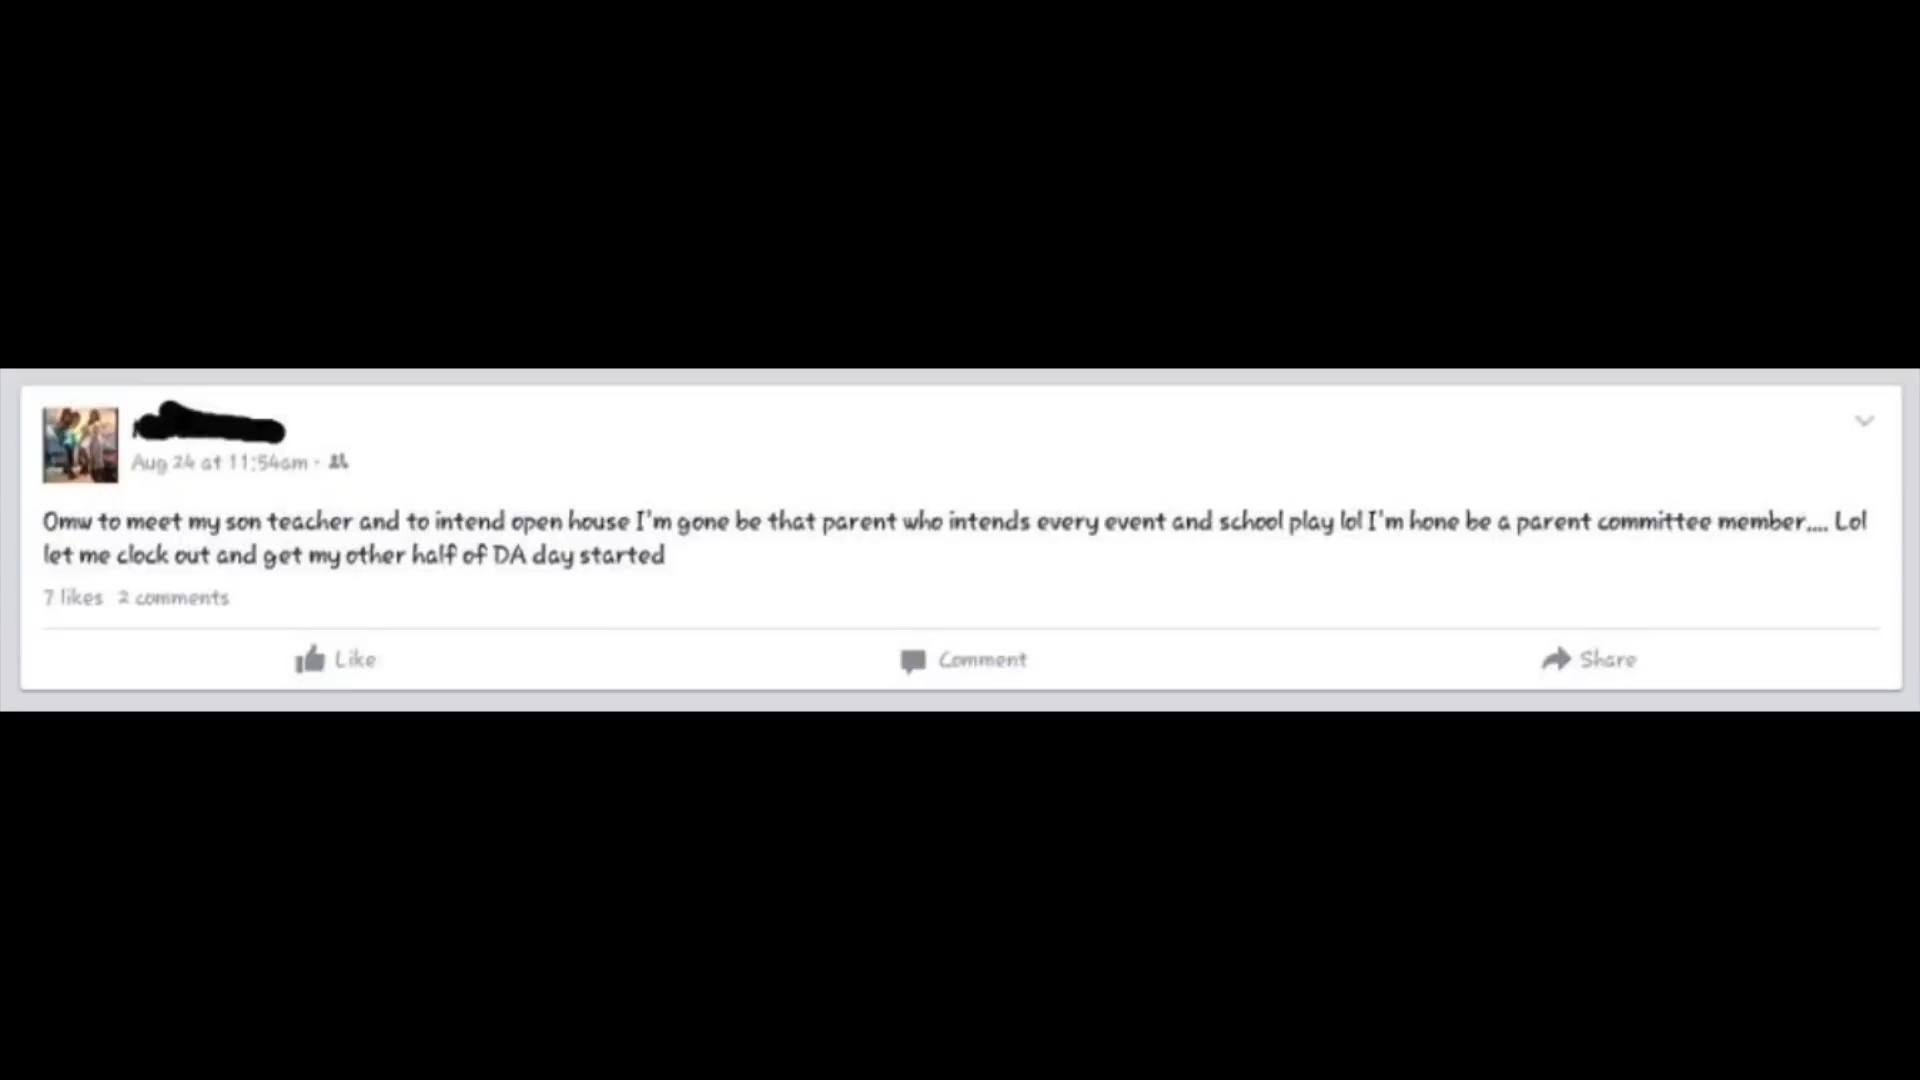 Aug 24 at 11:54am ·
Omw to meet my son teacher and to intend open house I'm gone be that parent who intends every event and school play lol I'm hone be a parent committee member.... Lol
let me clock out and get my other half of DA day started
7 likes 2 comments
Like Comment Share